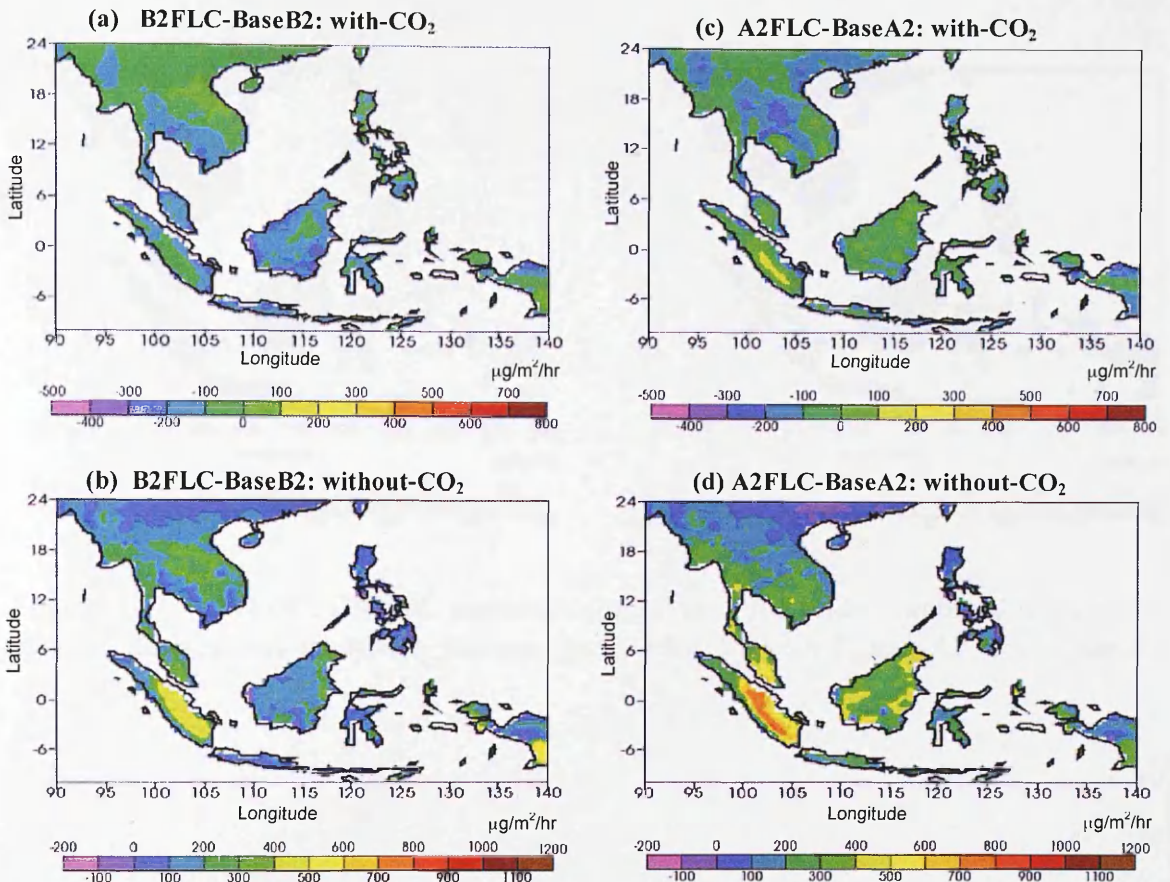 (a) B2FLC-BaseB2: with-CO₂
24
18
12
6
0
-6
Latitude
90 95 100 105 110 115 120 125 130 135 140
Longitude
μg/m²/hr
-500 -300 -100 100 300 500 700
-400 -200 0 200 400 600 800
(c) A2FLC-BaseA2: with-CO₂
24
18
12
6
0
-6
Latitude
90 95 100 105 110 115 120 125 130 135 140
Longitude
μg/m²/hr
-500 -300 -100 100 300 500 700
-400 -200 0 200 400 600 800
(b) B2FLC-BaseB2: without-CO₂
24
18
12
6
0
-6
Latitude
90 95 100 105 110 115 120 125 130 135 140
Longitude
μg/m²/hr
-200 0 200 400 600 800 1000 1200
-100 100 300 500 700 900 1100
(d) A2FLC-BaseA2: without-CO₂
24
18
12
6
0
-6
Latitude
90 95 100 105 110 115 120 125 130 135 140
Longitude
μg/m²/hr
-200 0 200 400 600 800 1000 1200
-100 100 300 500 700 900 1100